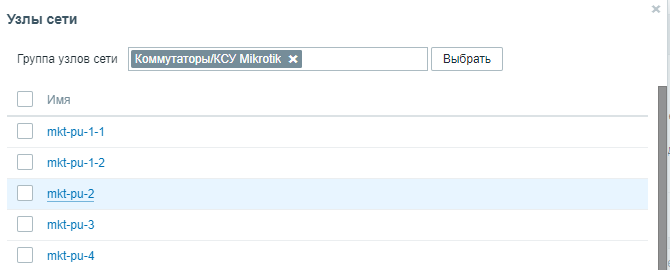 Узлы сети
Группа узлов сети Коммутаторы/КСУ Mikrotik Выбрать
Имя
mkt-pu-1-1
mkt-pu-1-2
mkt-pu-2
mkt-pu-3
mkt-pu-4